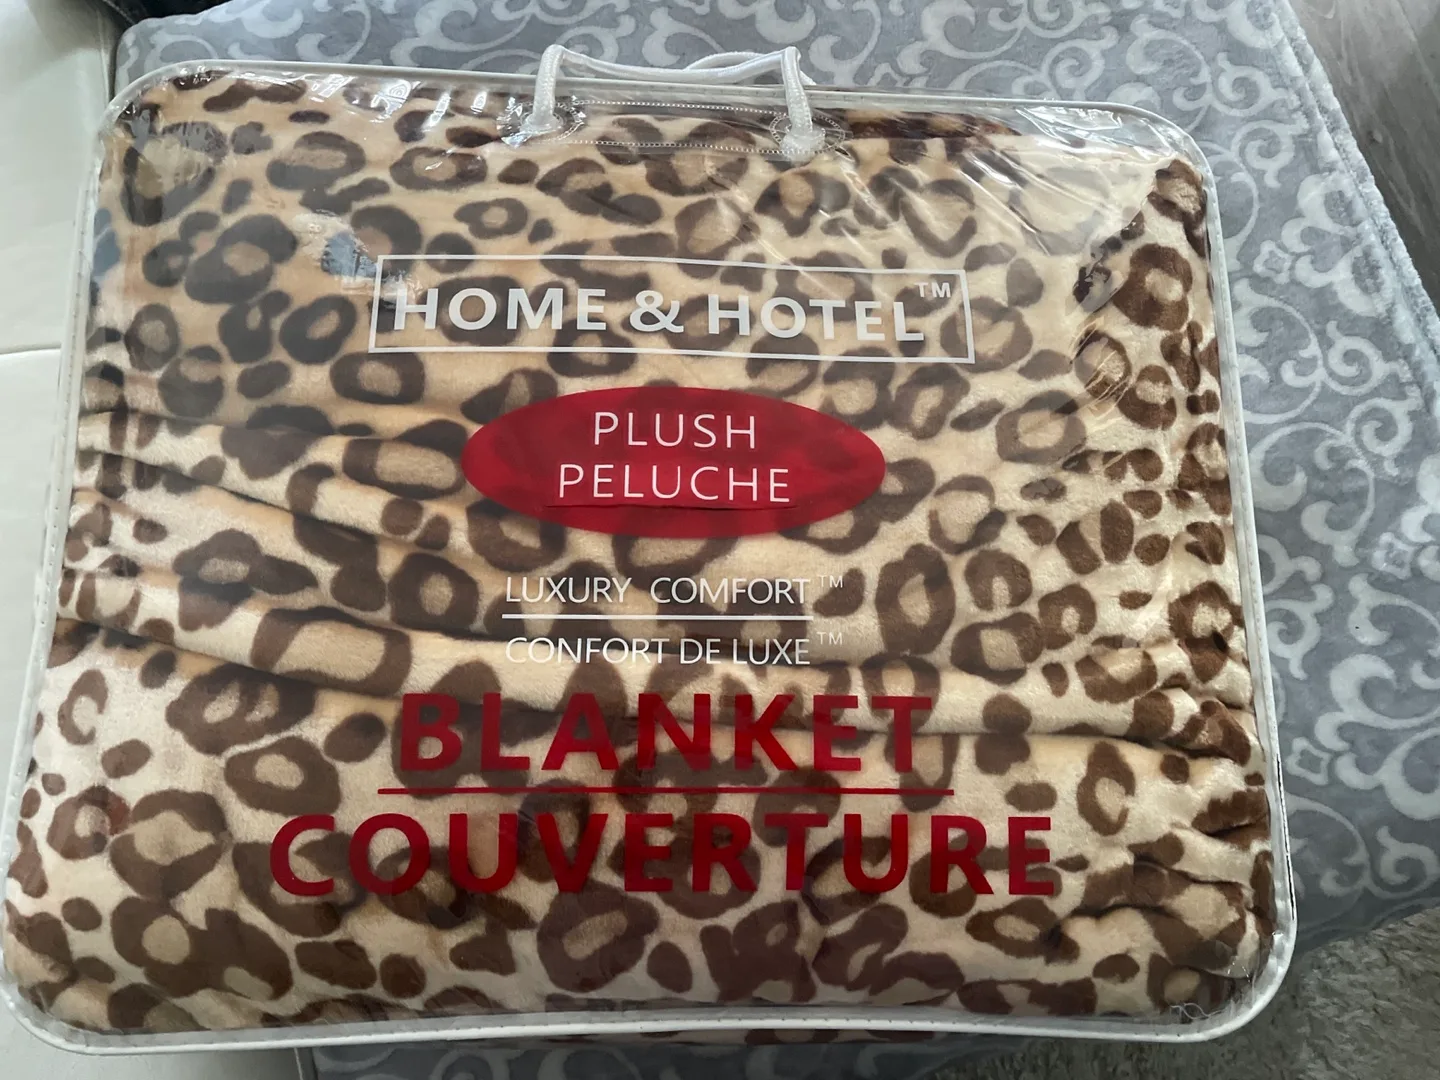 HOME & HOTEL™
PLUSH
PELUCHE
LUXURY COMFORT™
CONFORT DE LUXE™
BLANKET
COUVERTURE